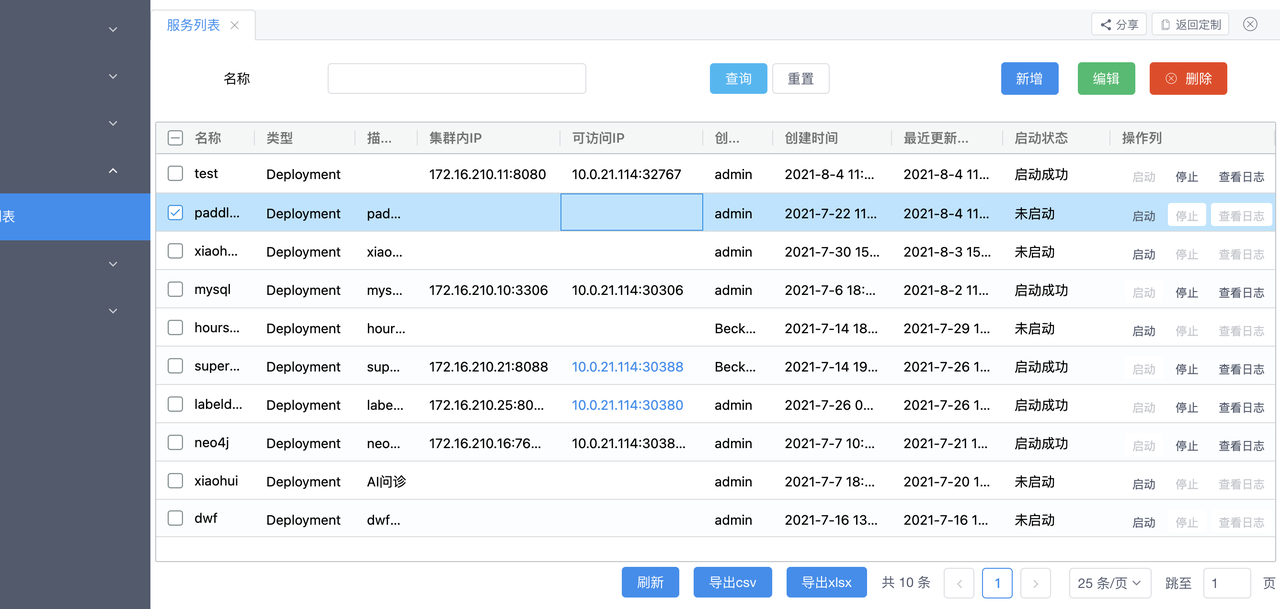 服务列表
分享
返回定制
名称
查询
重置
新增
编辑
删除
列表
名称 类型 描... 集群内IP 可访问IP 创... 创建时间 最近更新... 启动状态 操作列
test Deployment 172.16.210.11:8080 10.0.21.114:32767 admin 2021-8-4 11:... 2021-8-4 11... 启动成功 启动 停止 查看日志
paddl... Deployment pad... admin 2021-7-22 11... 2021-8-4 11... 未启动 启动 停止 查看日志
xiaoh... Deployment xiao... admin 2021-7-30 15... 2021-8-3 15... 未启动 启动 停止 查看日志
mysql Deployment mys... 172.16.210.10:3306 10.0.21.114:30306 admin 2021-7-6 18:... 2021-8-2 11... 启动成功 启动 停止 查看日志
hours... Deployment hour... Beck... 2021-7-14 18... 2021-7-29 1... 未启动 启动 停止 查看日志
super... Deployment sup... 172.16.210.21:8088 10.0.21.114:30388 Beck... 2021-7-14 19... 2021-7-26 1... 启动成功 启动 停止 查看日志
labeld... Deployment labe... 172.16.210.25:80... 10.0.21.114:30380 admin 2021-7-26 0... 2021-7-26 1... 启动成功 启动 停止 查看日志
neo4j Deployment neo... 172.16.210.16:76... 10.0.21.114:3038... admin 2021-7-7 10:... 2021-7-21 1... 启动成功 启动 停止 查看日志
xiaohui Deployment AI问诊 admin 2021-7-7 18:... 2021-7-20 1... 未启动 启动 停止 查看日志
dwf Deployment dwf... admin 2021-7-16 13... 2021-7-16 1... 未启动 启动 停止 查看日志
刷新 导出csv 导出xlsx 共 10 条 1 25 条/页 跳至 1 页